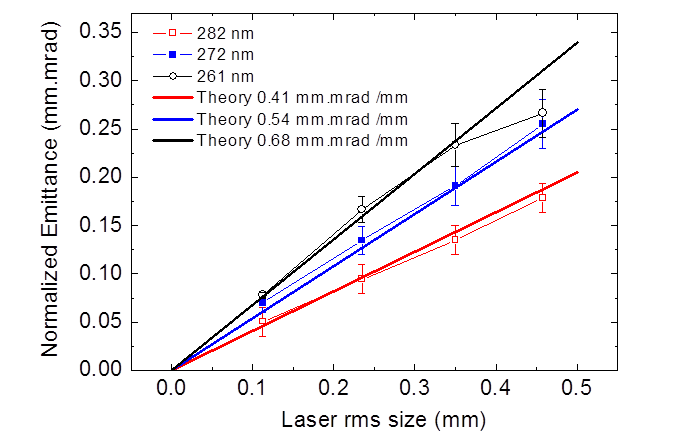 0.35
0.30
0.25
0.20
0.15
0.10
0.05
0.00
Normalized Emittance (mm.mrad)
282 nm
272 nm
261 nm
Theory 0.41 mm.mrad /mm
Theory 0.54 mm.mrad /mm
Theory 0.68 mm.mrad /mm
0.0 0.1 0.2 0.3 0.4 0.5
Laser rms size (mm)